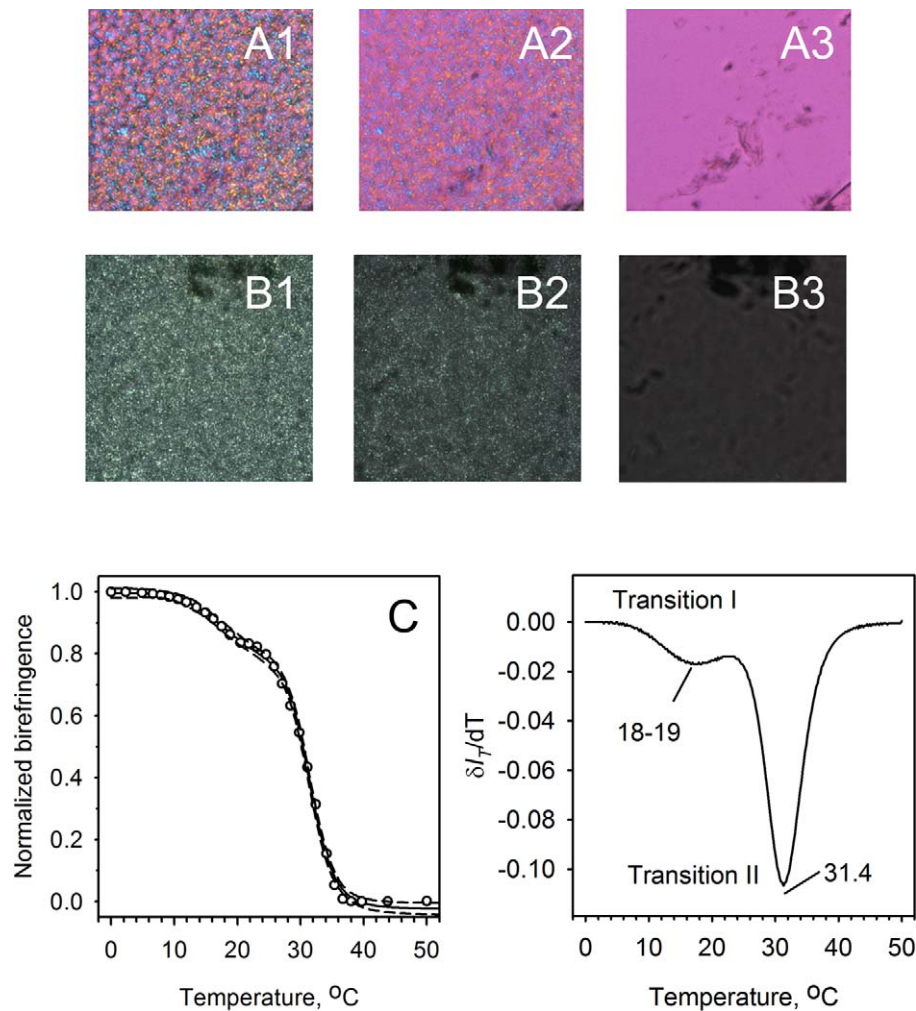 A1
A2
A3
B1
B2
B3
C
Normalized birefringence
1.0
0.8
0.6
0.4
0.2
0.0
0 10 20 30 40 50
Temperature, ºC
Transition I
δI_T/dT
0.00
-0.02
-0.04
-0.06
-0.08
-0.10
18-19
Transition II
31.4
0 10 20 30 40 50
Temperature, ºC